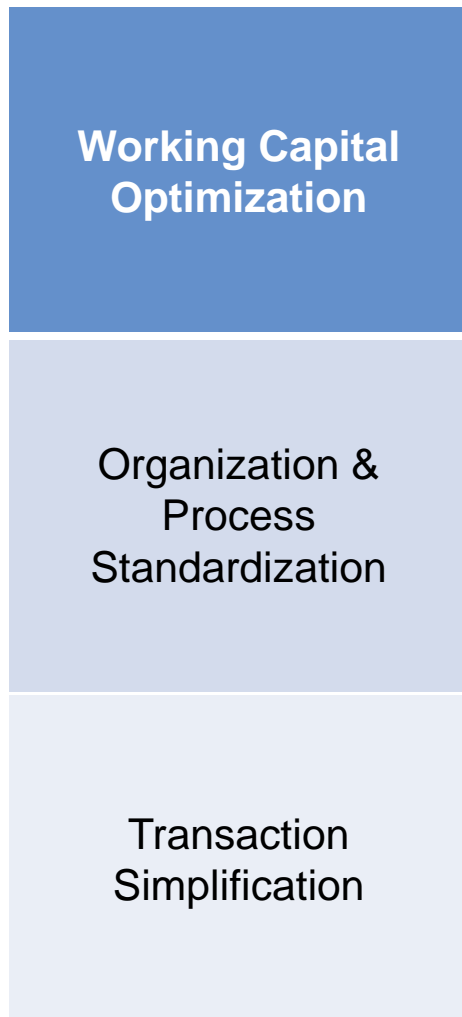 Working Capital
Optimization
Organization &
Process
Standardization
Transaction
Simplification